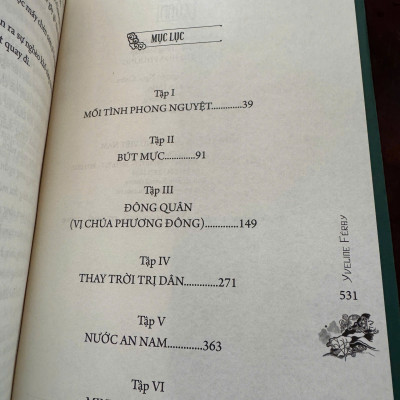 MỤC LỤC
Tập I
MỐI TÌNH PHONG NGUYỆT.............39
Tập II
BÚT MỰC............91
Tập III
ĐÔNG QUÂN
(VỊ CHÚA PHƯƠNG ĐÔNG).............149
Tập IV
THAY TRỜI TRỊ DÂN..............271
Tập V
NƯỚC AN NAM..............363
Tập VI
YVELINE FÉRAY
531
t quay đi.